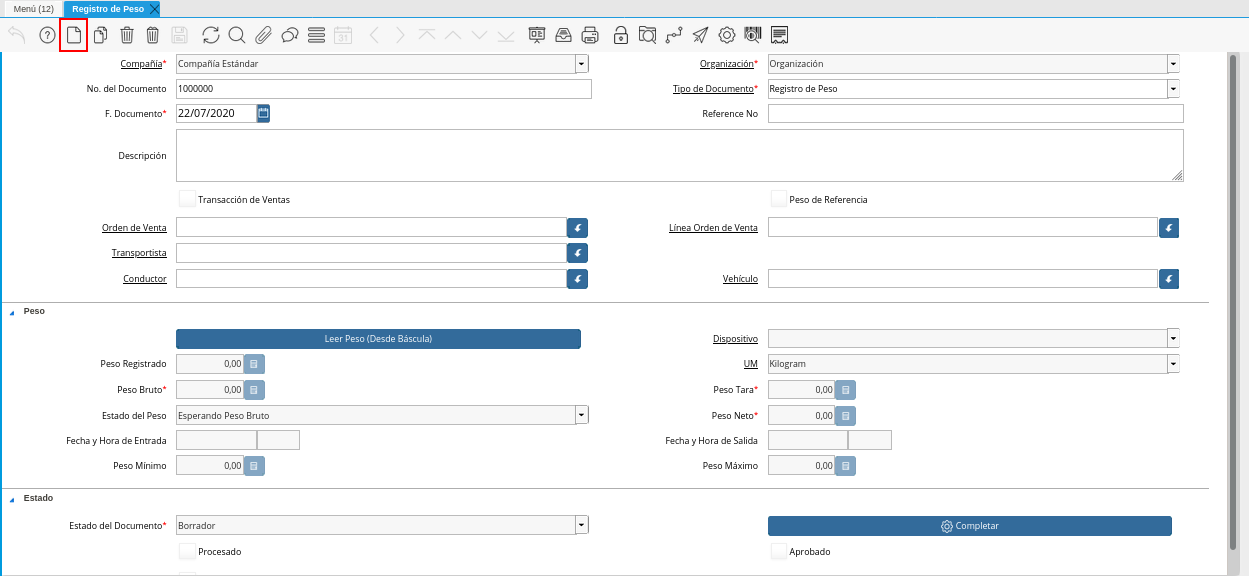 Menú (12) Registro de Peso
? 31
Compañía* Compañía Estándar Organización* Organización
No. del Documento 1000000 Tipo de Documento* Registro de Peso
F. Documento* 22/07/2020 Reference No
Descripción
Transacción de Ventas Peso de Referencia
Orden de Venta Línea Orden de Venta
Transportista
Conductor Vehículo
Peso
Leer Peso (Desde Báscula) Dispositivo
Peso Registrado 0,00 UM Kilogram
Peso Bruto* 0,00 Peso Tara* 0,00
Estado del Peso Esperando Peso Bruto Peso Neto* 0,00
Fecha y Hora de Entrada Fecha y Hora de Salida
Peso Mínimo 0,00 Peso Máximo 0,00
Estado
Estado del Documento* Borrador Completar
Procesado Aprobado